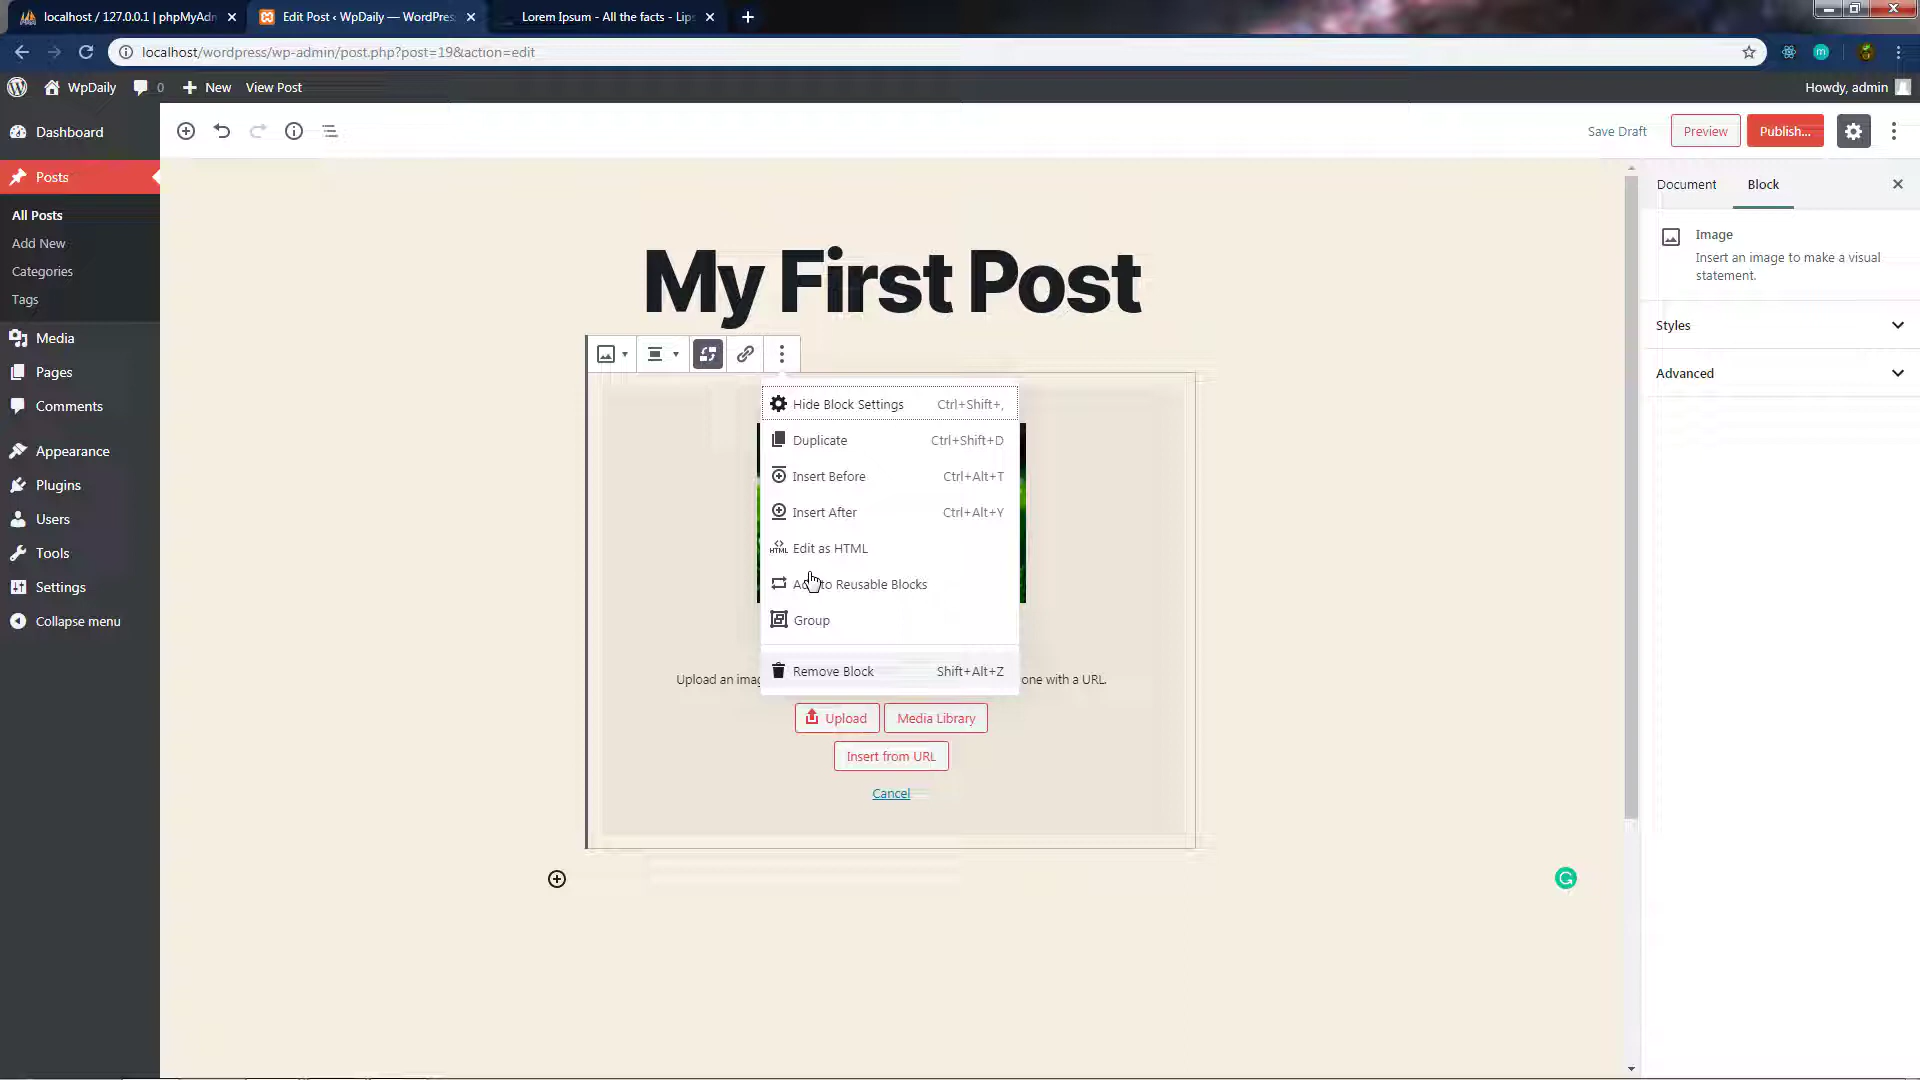 localhost / 127.0.0.1 | phpMyAdm
Edit Post ‹ WpDaily — WordPress
Lorem Ipsum - All the facts - Lips
localhost/wordpress/wp-admin/post.php?post=19&action=edit
WpDaily 0 New View Post Howdy, admin
Dashboard
Posts
All Posts
Add New
Categories
Tags
Media
Pages
Comments
Appearance
Plugins
Users
Tools
Settings
Collapse menu
Save Draft Preview Publish...
My First Post
Hide Block Settings Ctrl+Shift+,
Duplicate Ctrl+Shift+D
Insert Before Ctrl+Alt+T
Insert After Ctrl+Alt+Y
HTML Edit as HTML
to Reusable Blocks
Group
Remove Block Shift+Alt+Z
Upload an one with a URL.
Upload Media Library
Insert from URL
Cancel
Document Block
Image
Insert an image to make a visual
statement.
Styles
Advanced